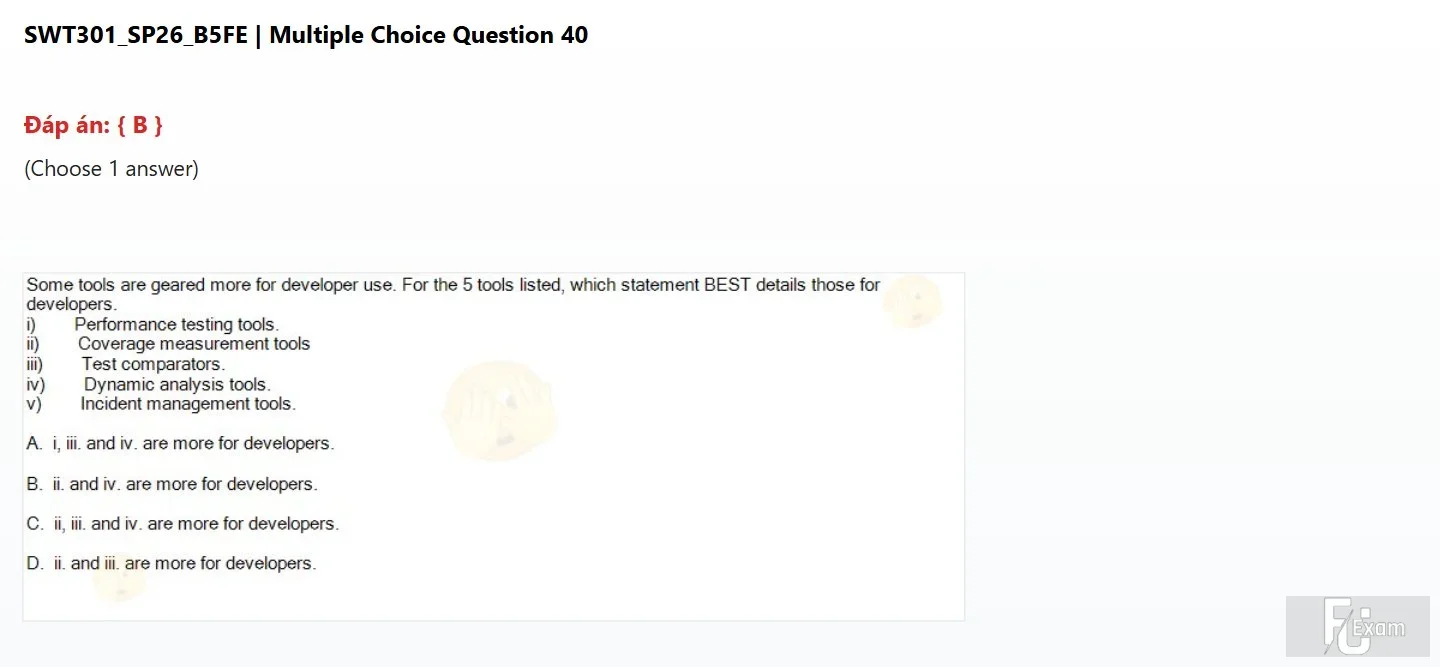 SWT301_SP26_B5FE | Multiple Choice Question 40
Đáp án: { B }
(Choose 1 answer)
Some tools are geared more for developer use. For the 5 tools listed, which statement BEST details those for
developers.
i) Performance testing tools.
ii) Coverage measurement tools
iii) Test comparators.
iv) Dynamic analysis tools.
v) Incident management tools.
A. i, iii. and iv. are more for developers.
B. ii. and iv. are more for developers.
C. ii, iii. and iv. are more for developers.
D. ii. and iii. are more for developers.
FU Exam